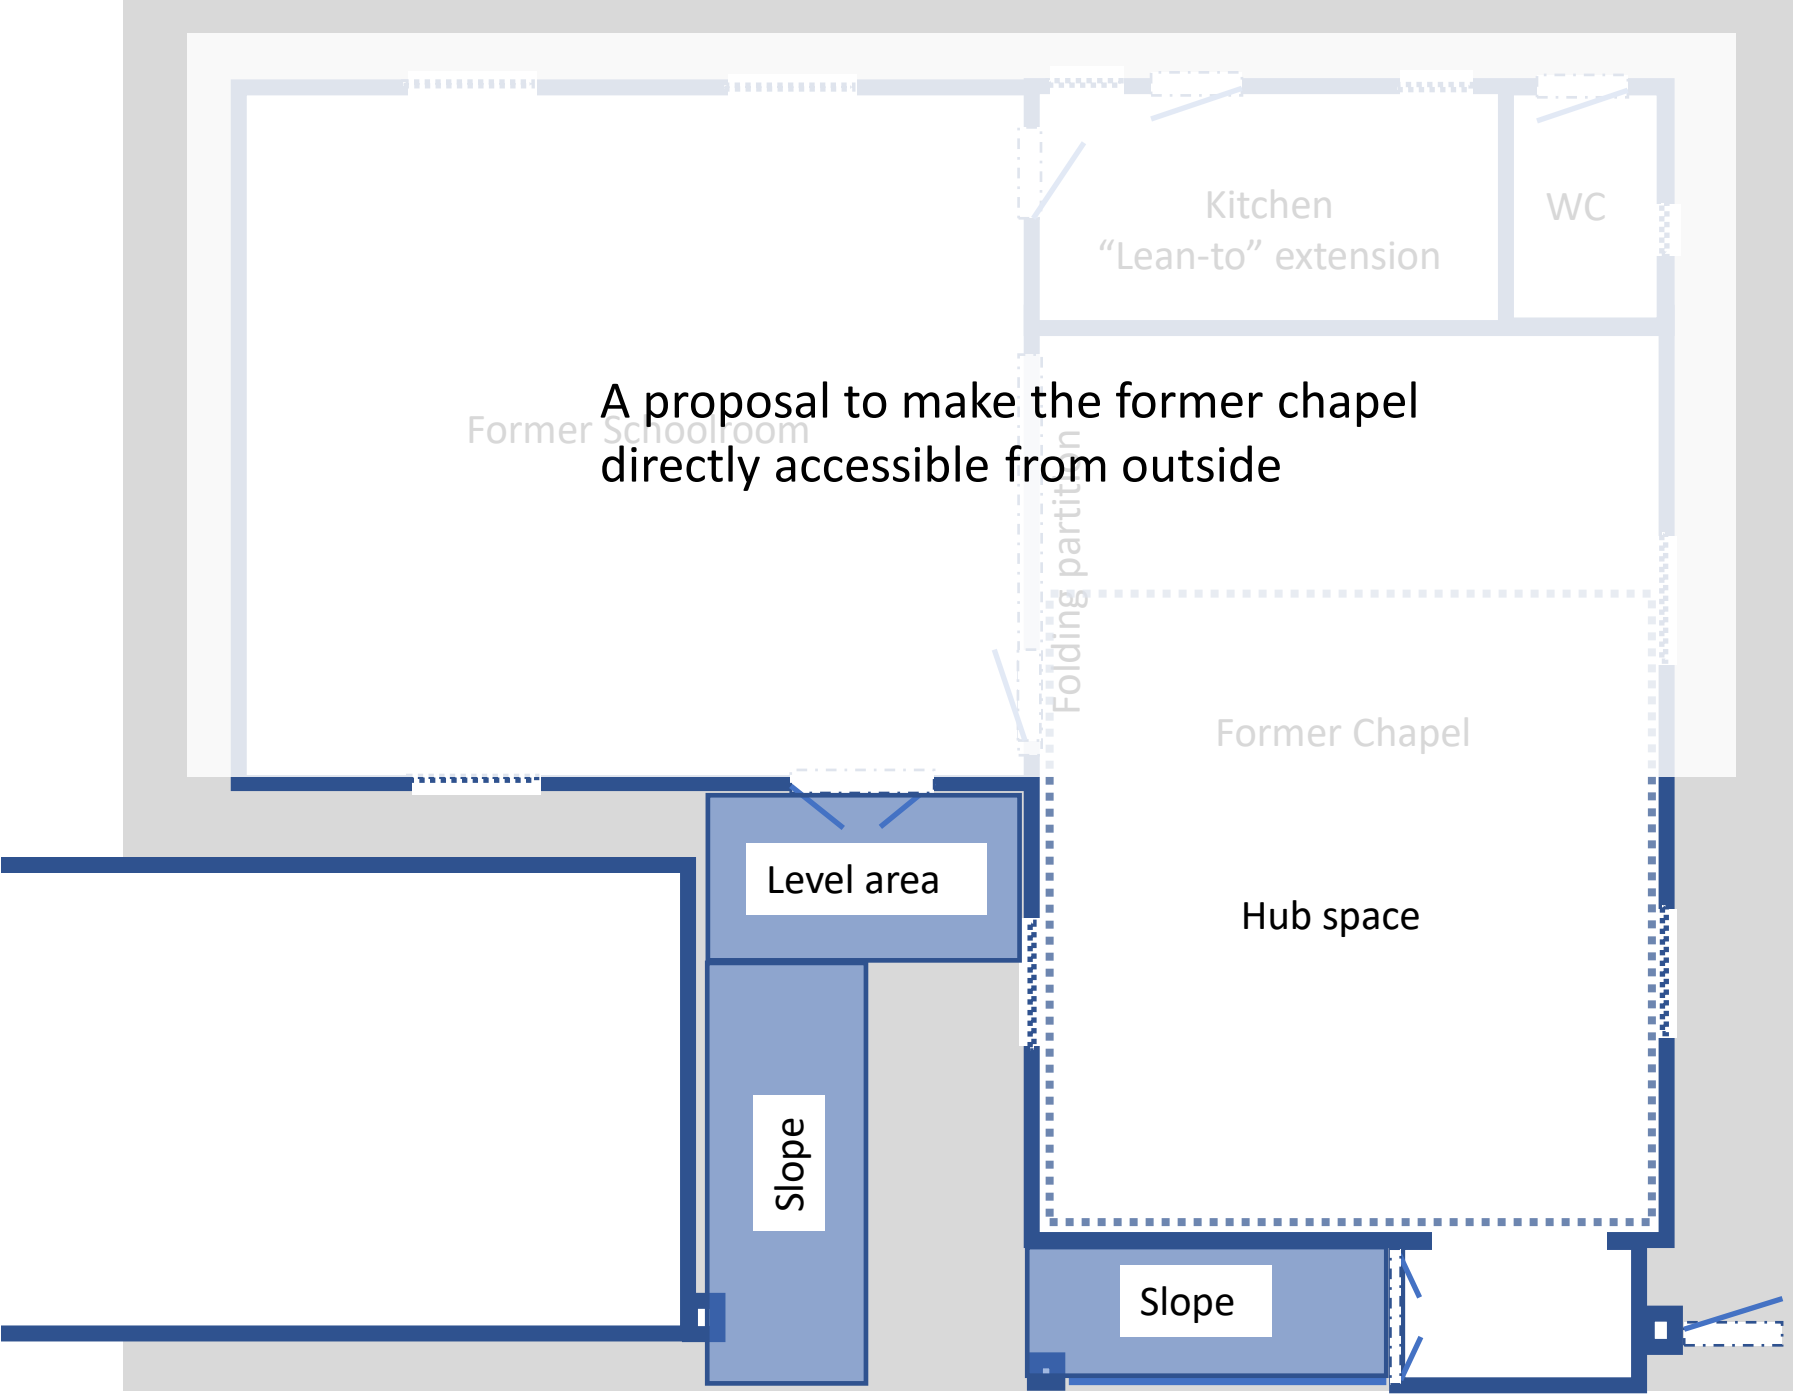 Kitchen
“Lean-to” extension
WC
A proposal to make the former chapel
directly accessible from outside
Former Schoolroom
Folding partition
Former Chapel
Level area
Hub space
Slope
Slope